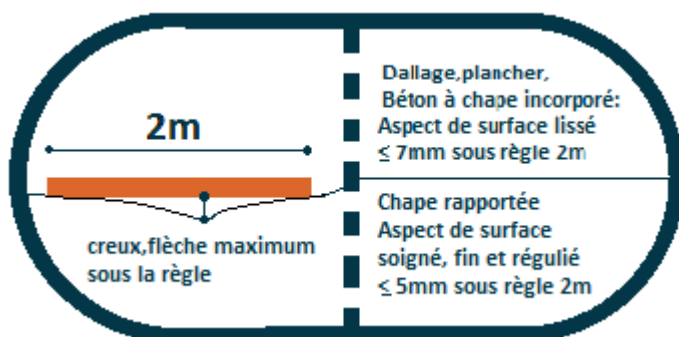 2m
creux,flèche maximum
sous la règle
Dallage,plancher,
Béton à chape incorporé:
Aspect de surface lissé
≤ 7mm sous règle 2m
Chape rapportée
Aspect de surface
soigné, fin et régulié
≤ 5mm sous règle 2m